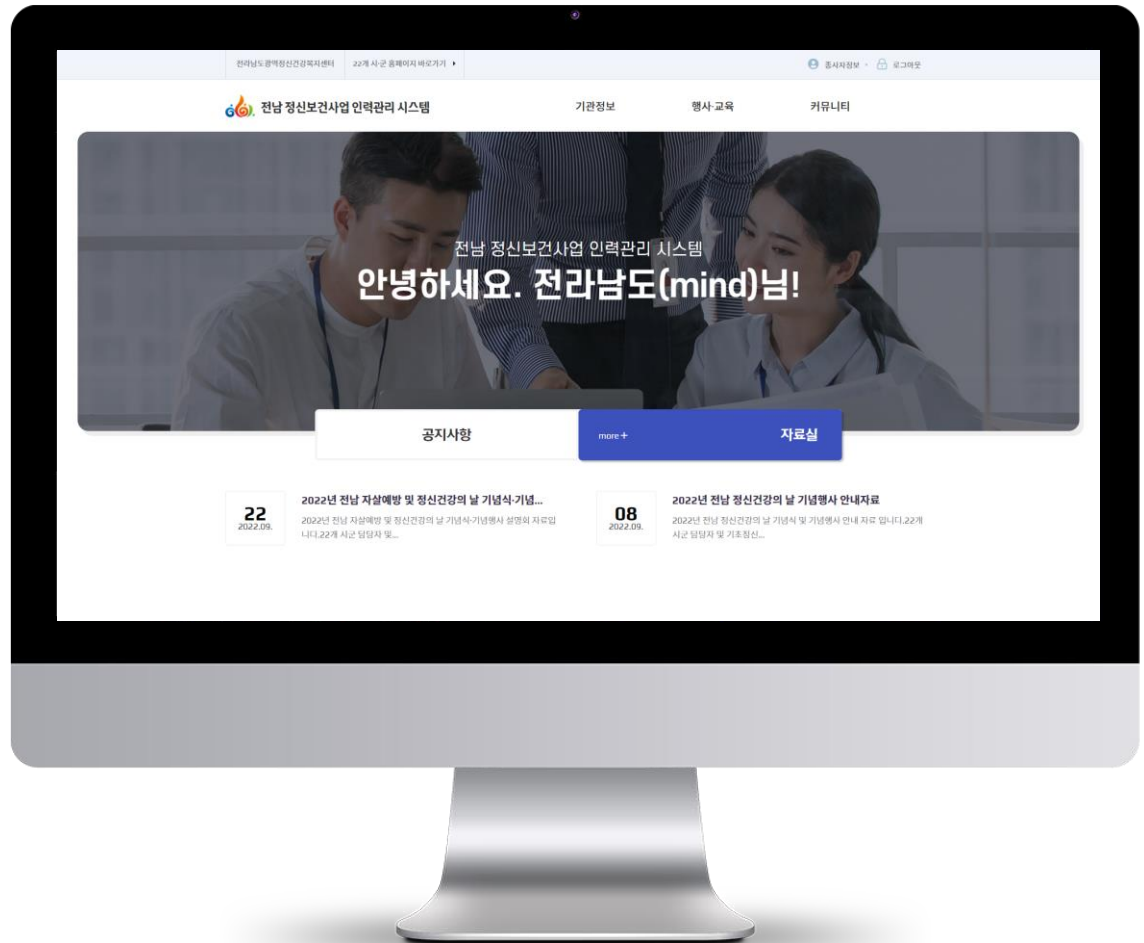 전라남도광역정신건강복지센터 22개 시·군 홈페이지 바로가기 종사자정보 · 로그아웃
전남 정신보건사업 인력관리 시스템 기관정보 행사·교육 커뮤니티
전남 정신보건사업 인력관리 시스템
안녕하세요. 전라남도(mind)님!
공지사항 more + 자료실
22
2022.09.
2022년 전남 자살예방 및 정신건강의 날 기념식·기념...
2022년 전남 자살예방 및 정신건강의 날 기념식·기념행사 설명회 자료입
니다.22개 시군 담당자 및...
08
2022.09.
2022년 전남 정신건강의 날 기념행사 안내자료
2022년 전남 정신건강의 날 기념식 및 기념행사 안내 자료 입니다.22개
시군 담당자 및 기초정신...